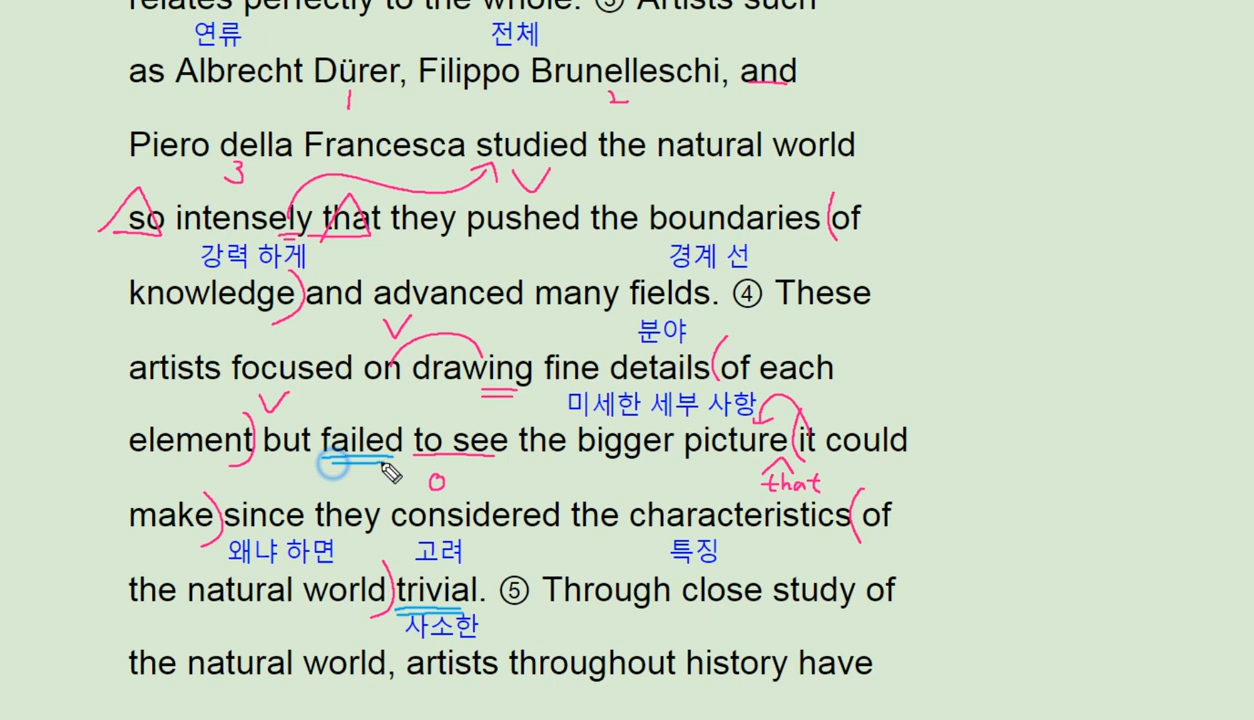 relates perfectly to the whole. ③ Artists such
연류 전체
as Albrecht Dürer, Filippo Brunelleschi, and
1 2
Piero della Francesca studied the natural world
3
so intensely that they pushed the boundaries (of
강력 하게 경계 선
knowledge) and advanced many fields. ④ These
분야
artists focused on drawing fine details (of each
미세한 세부 사항
element) but failed to see the bigger picture (it could
o that
make) since they considered the characteristics (of
왜냐 하면 고려 특징
the natural world) trivial. ⑤ Through close study of
사소한
the natural world, artists throughout history have